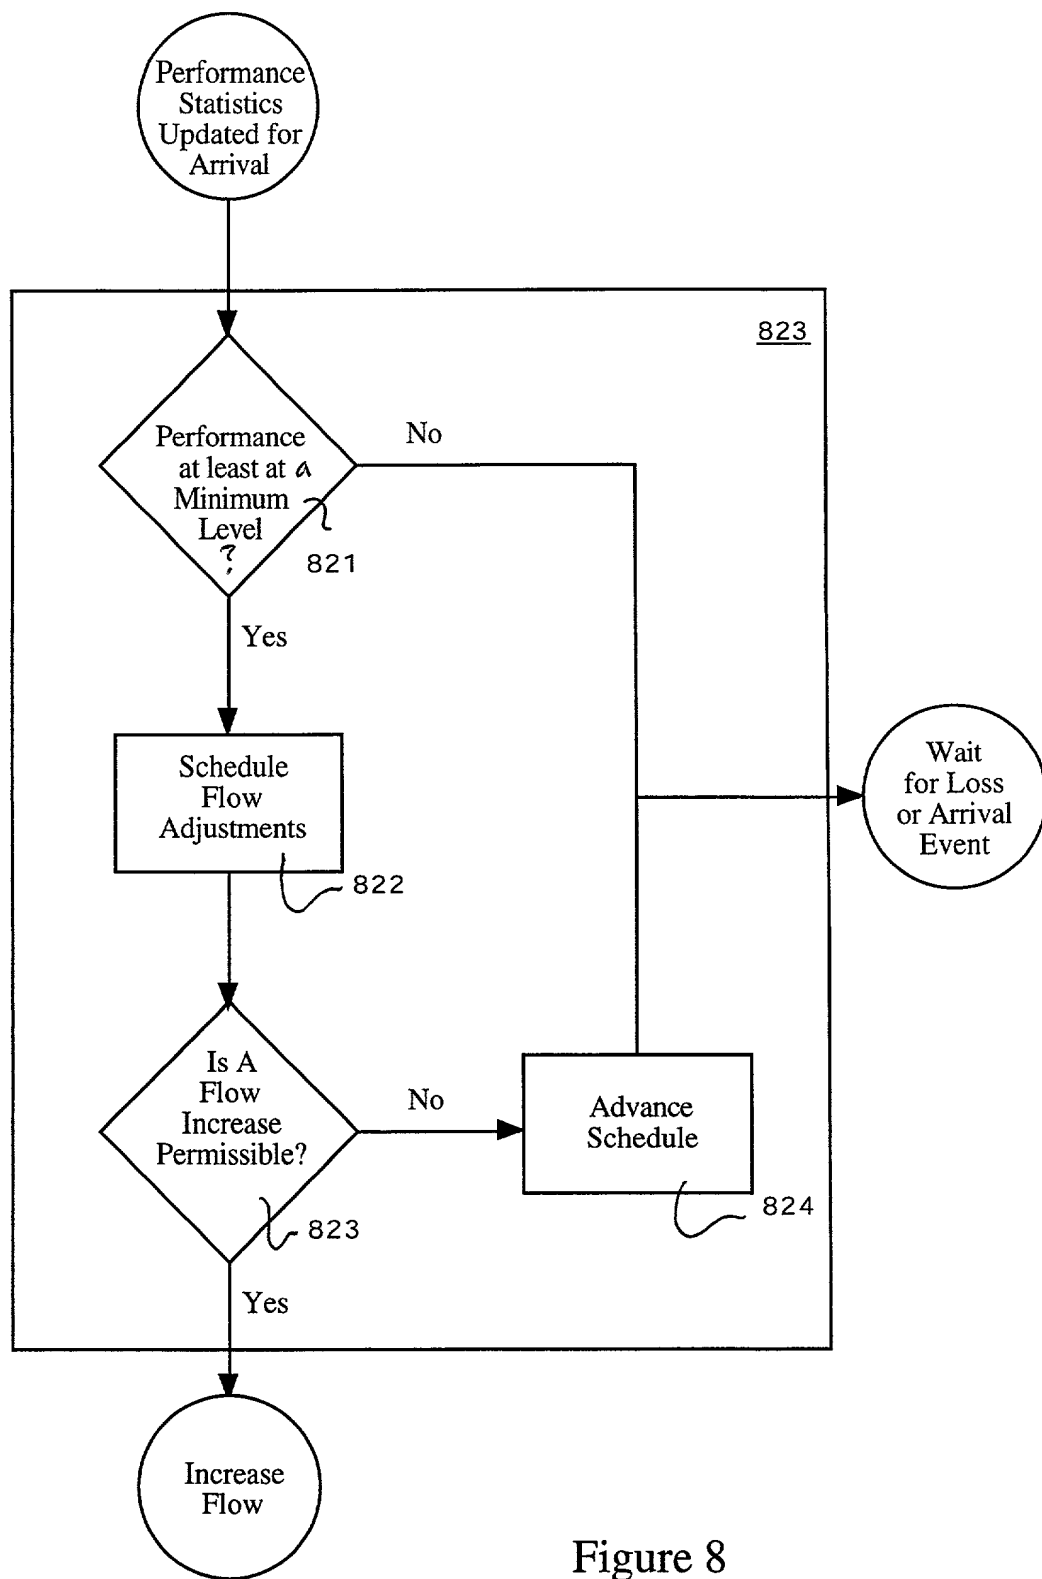 Performance
Statistics
Updated for
Arrival
823
Performance
at least at a
Minimum
Level
?
No
821
Yes
Schedule
Flow
Adjustments
822
Wait
for Loss
or Arrival
Event
Is A
Flow
Increase
Permissible?
No
823
Advance
Schedule
824
Yes
Increase
Flow
Figure 8